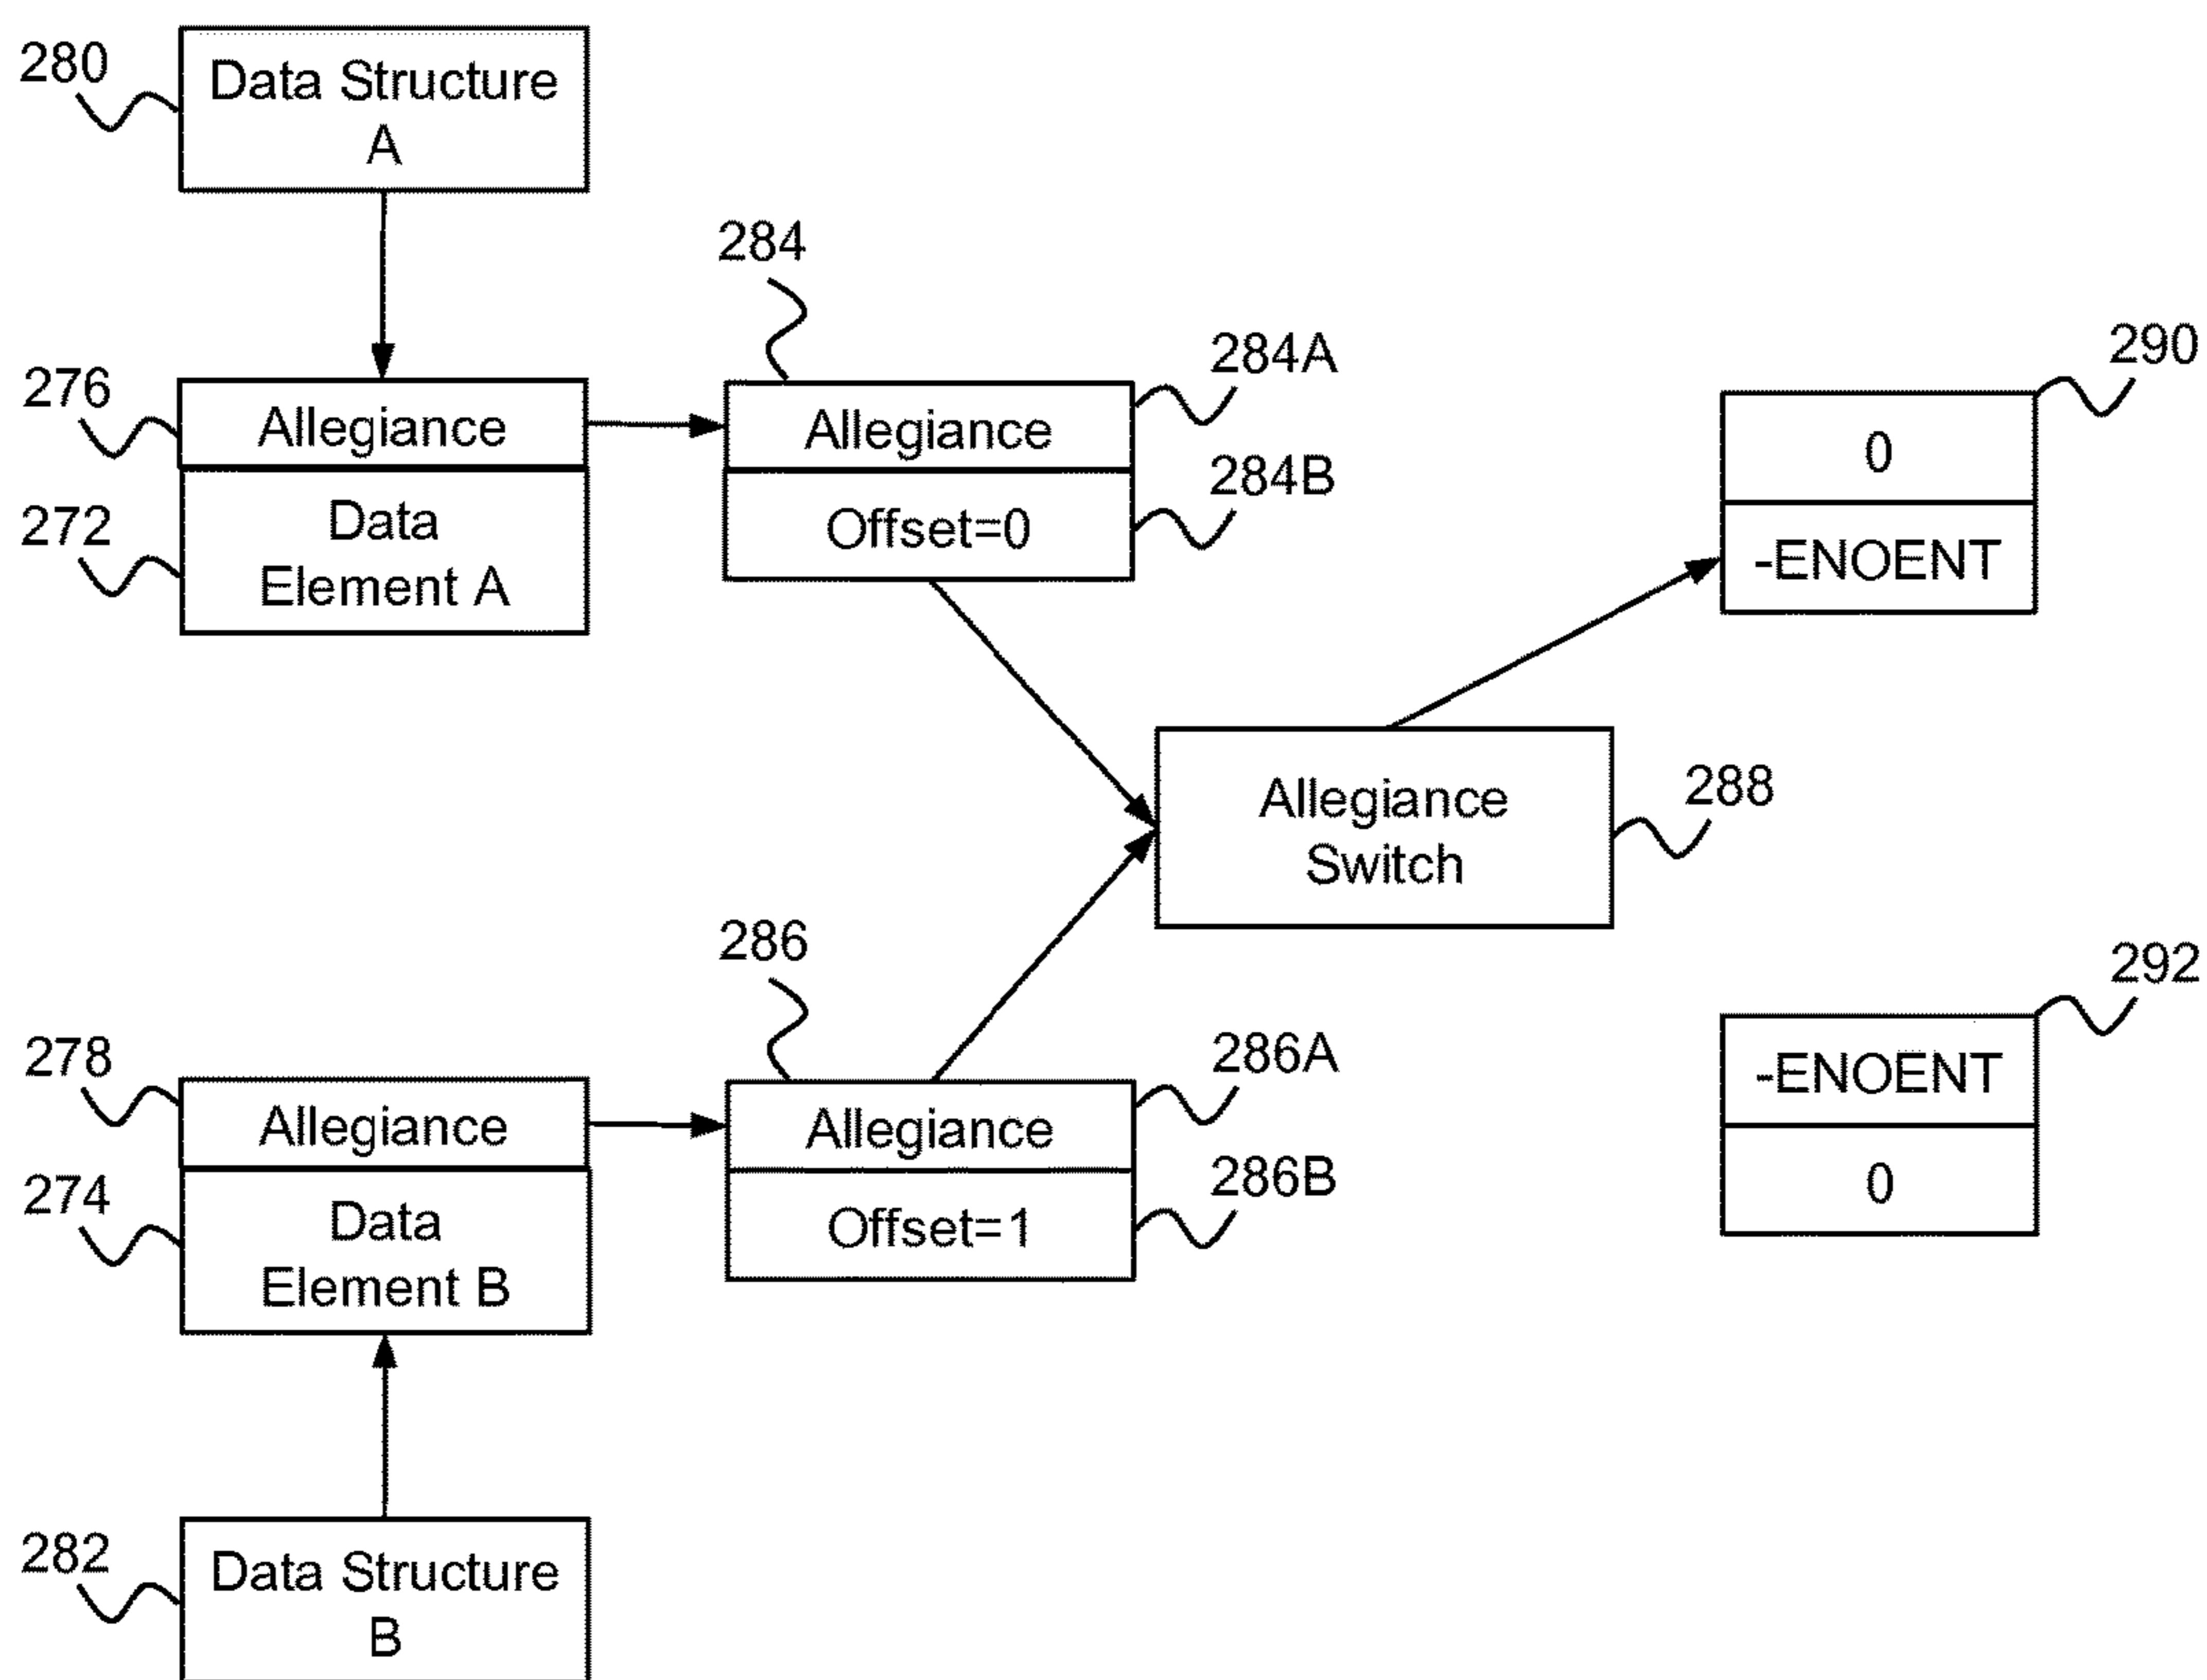 280
Data Structure
A
284
276
Allegiance
272
Data
Element A
Allegiance
284A
Offset=0
284B
290
0
-ENOENT
Allegiance
Switch
288
286
278
Allegiance
274
Data
Element B
Allegiance
286A
Offset=1
286B
292
-ENOENT
0
282
Data Structure
B